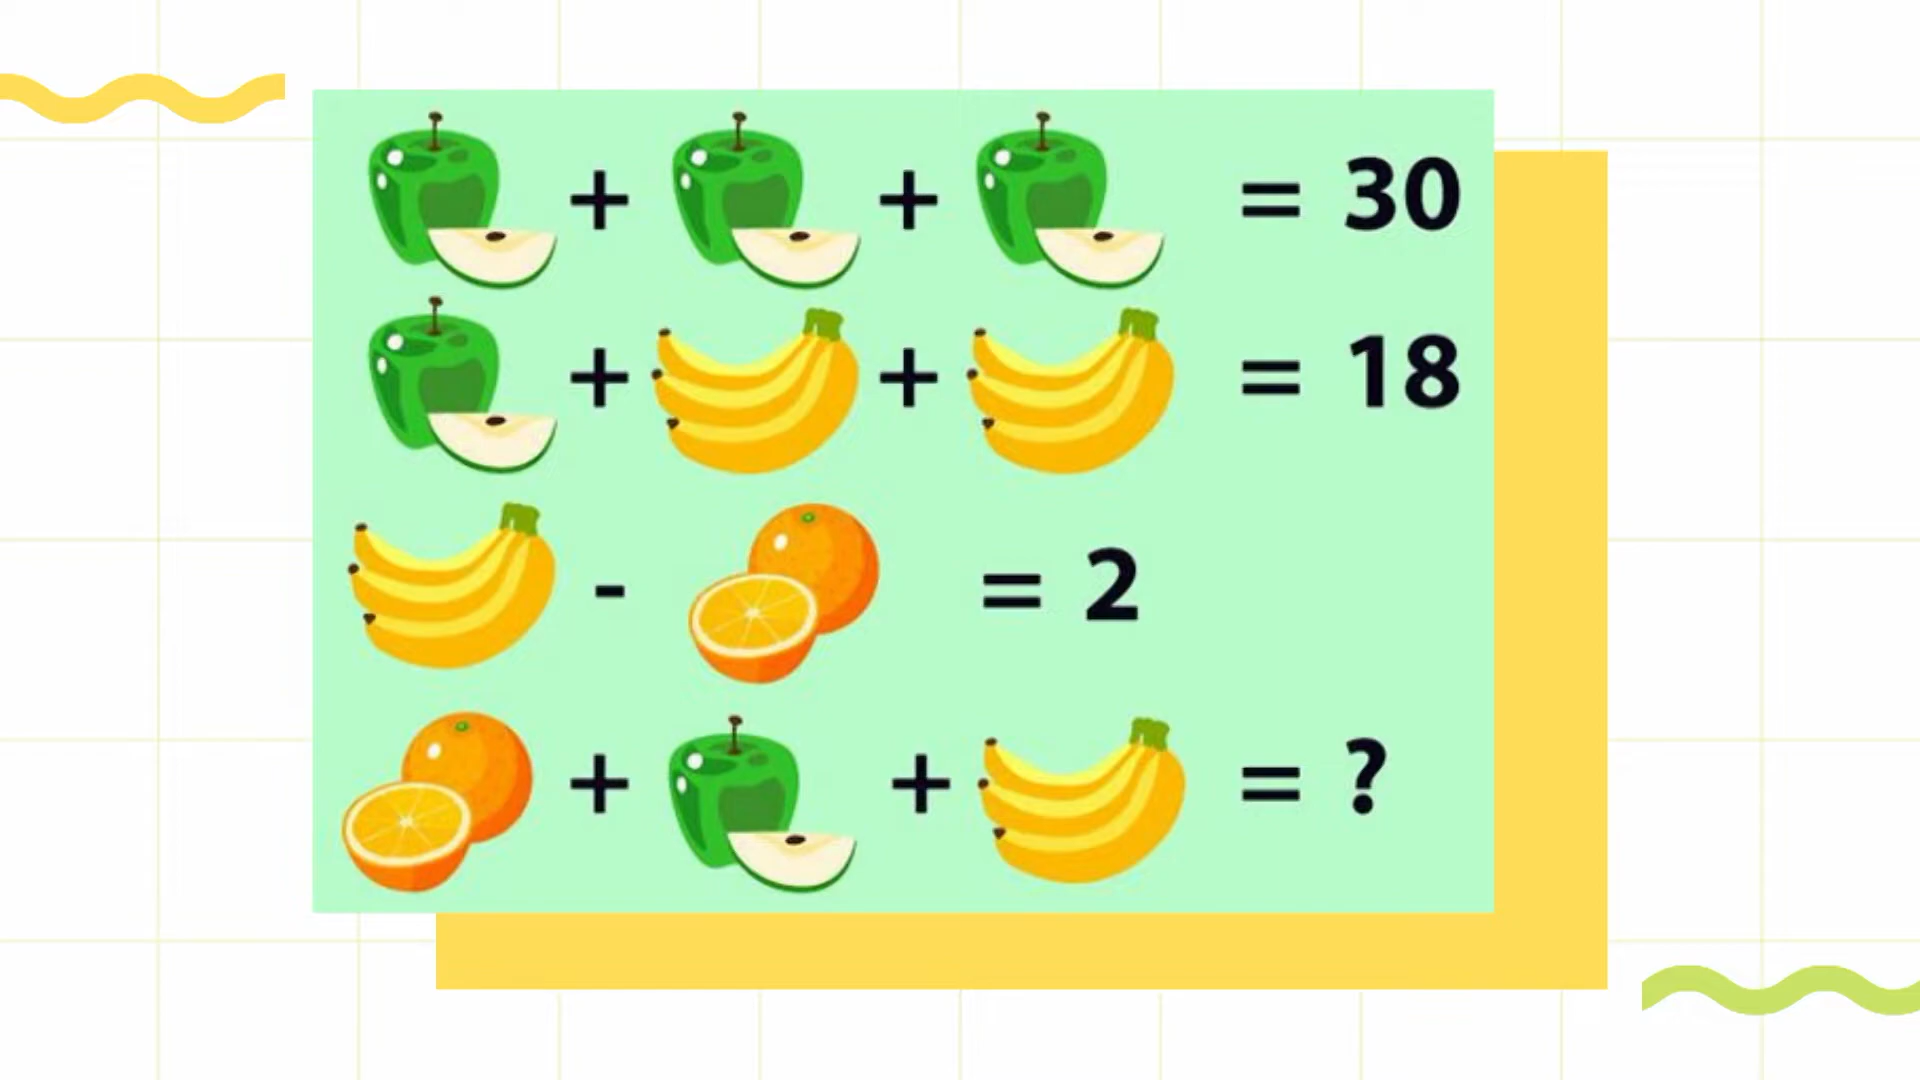 + + = 30
+ + = 18
- = 2
+ + = ?